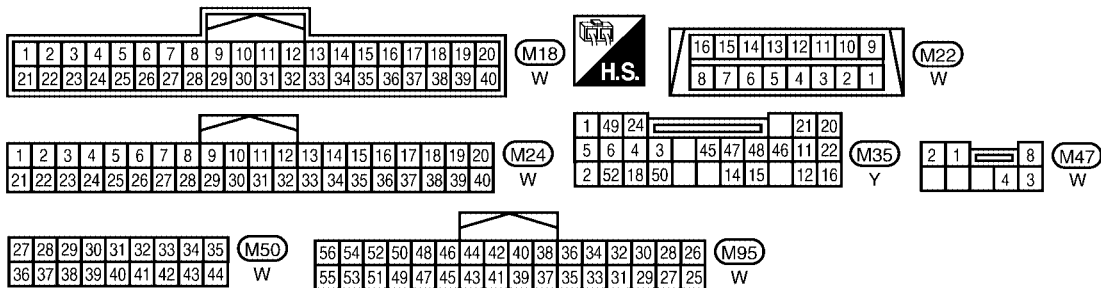 1 2 3 4 5 6 7 8 9 10 11 12 13 14 15 16 17 18 19 20
21 22 23 24 25 26 27 28 29 30 31 32 33 34 35 36 37 38 39 40
M18
W
H.S.
16 15 14 13 12 11 10 9
8 7 6 5 4 3 2 1
M22
W
1 2 3 4 5 6 7 8 9 10 11 12 13 14 15 16 17 18 19 20
21 22 23 24 25 26 27 28 29 30 31 32 33 34 35 36 37 38 39 40
M24
W
1 49 24 21 20
5 6 4 3 45 47 48 46 11 22
2 52 18 50 14 15 12 16
M35
Y
2 1 8
4 3
M47
W
27 28 29 30 31 32 33 34 35
36 37 38 39 40 41 42 43 44
M50
W
56 54 52 50 48 46 44 42 40 38 36 34 32 30 28 26
55 53 51 49 47 45 43 41 39 37 35 33 31 29 27 25
M95
W